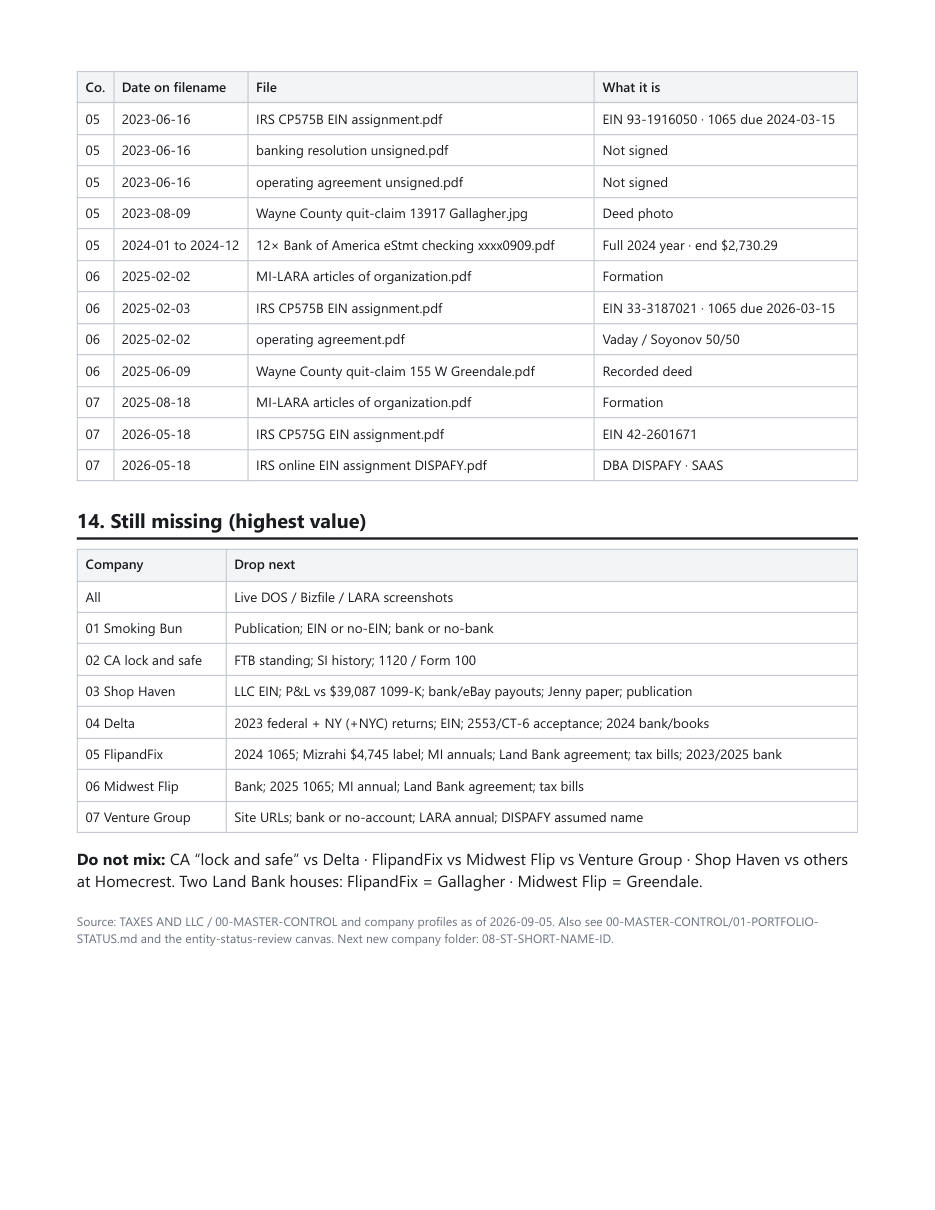 Co. Date on filename File What it is
05 2023-06-16 IRS CP575B EIN assignment.pdf EIN 93-1916050 · 1065 due 2024-03-15
05 2023-06-16 banking resolution unsigned.pdf Not signed
05 2023-06-16 operating agreement unsigned.pdf Not signed
05 2023-08-09 Wayne County quit-claim 13917 Gallagher.jpg Deed photo
05 2024-01 to 2024-12 12× Bank of America eStmt checking xxxx0909.pdf Full 2024 year · end $2,730.29
06 2025-02-02 MI-LARA articles of organization.pdf Formation
06 2025-02-03 IRS CP575B EIN assignment.pdf EIN 33-3187021 · 1065 due 2026-03-15
06 2025-02-02 operating agreement.pdf Vaday / Soyonov 50/50
06 2025-06-09 Wayne County quit-claim 155 W Greendale.pdf Recorded deed
07 2025-08-18 MI-LARA articles of organization.pdf Formation
07 2026-05-18 IRS CP575G EIN assignment.pdf EIN 42-2601671
07 2026-05-18 IRS online EIN assignment DISPAFY.pdf DBA DISPAFY · SAAS
14. Still missing (highest value)
Company Drop next
All Live DOS / Bizfile / LARA screenshots
01 Smoking Bun Publication; EIN or no-EIN; bank or no-bank
02 CA lock and safe FTB standing; SI history; 1120 / Form 100
03 Shop Haven LLC EIN; P&L vs $39,087 1099-K; bank/eBay payouts; Jenny paper; publication
04 Delta 2023 federal + NY (+NYC) returns; EIN; 2553/CT-6 acceptance; 2024 bank/books
05 FlipandFix 2024 1065; Mizrahi $4,745 label; MI annuals; Land Bank agreement; tax bills; 2023/2025 bank
06 Midwest Flip Bank; 2025 1065; MI annual; Land Bank agreement; tax bills
07 Venture Group Site URLs; bank or no-account; LARA annual; DISPAFY assumed name
Do not mix: CA “lock and safe” vs Delta · FlipandFix vs Midwest Flip vs Venture Group · Shop Haven vs others
at Homecrest. Two Land Bank houses: FlipandFix = Gallagher · Midwest Flip = Greendale.
Source: TAXES AND LLC / 00-MASTER-CONTROL and company profiles as of 2026-09-05. Also see 00-MASTER-CONTROL/01-PORTFOLIO-
STATUS.md and the entity-status-review canvas. Next new company folder: 08-ST-SHORT-NAME-ID.